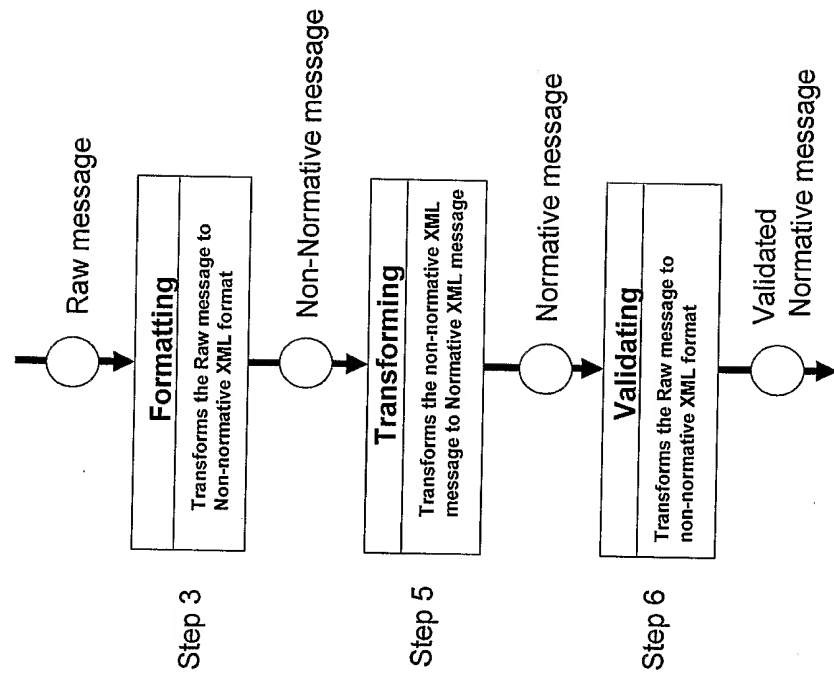 Raw message
Step 3
Formatting
Transforms the Raw message to
Non-normative XML format
Non-Normative message
Step 5
Transforming
Transforms the non-normative XML
message to Normative XML message
Normative message
Step 6
Validating
Transforms the Raw message to
non-normative XML format
Validated
Normative message